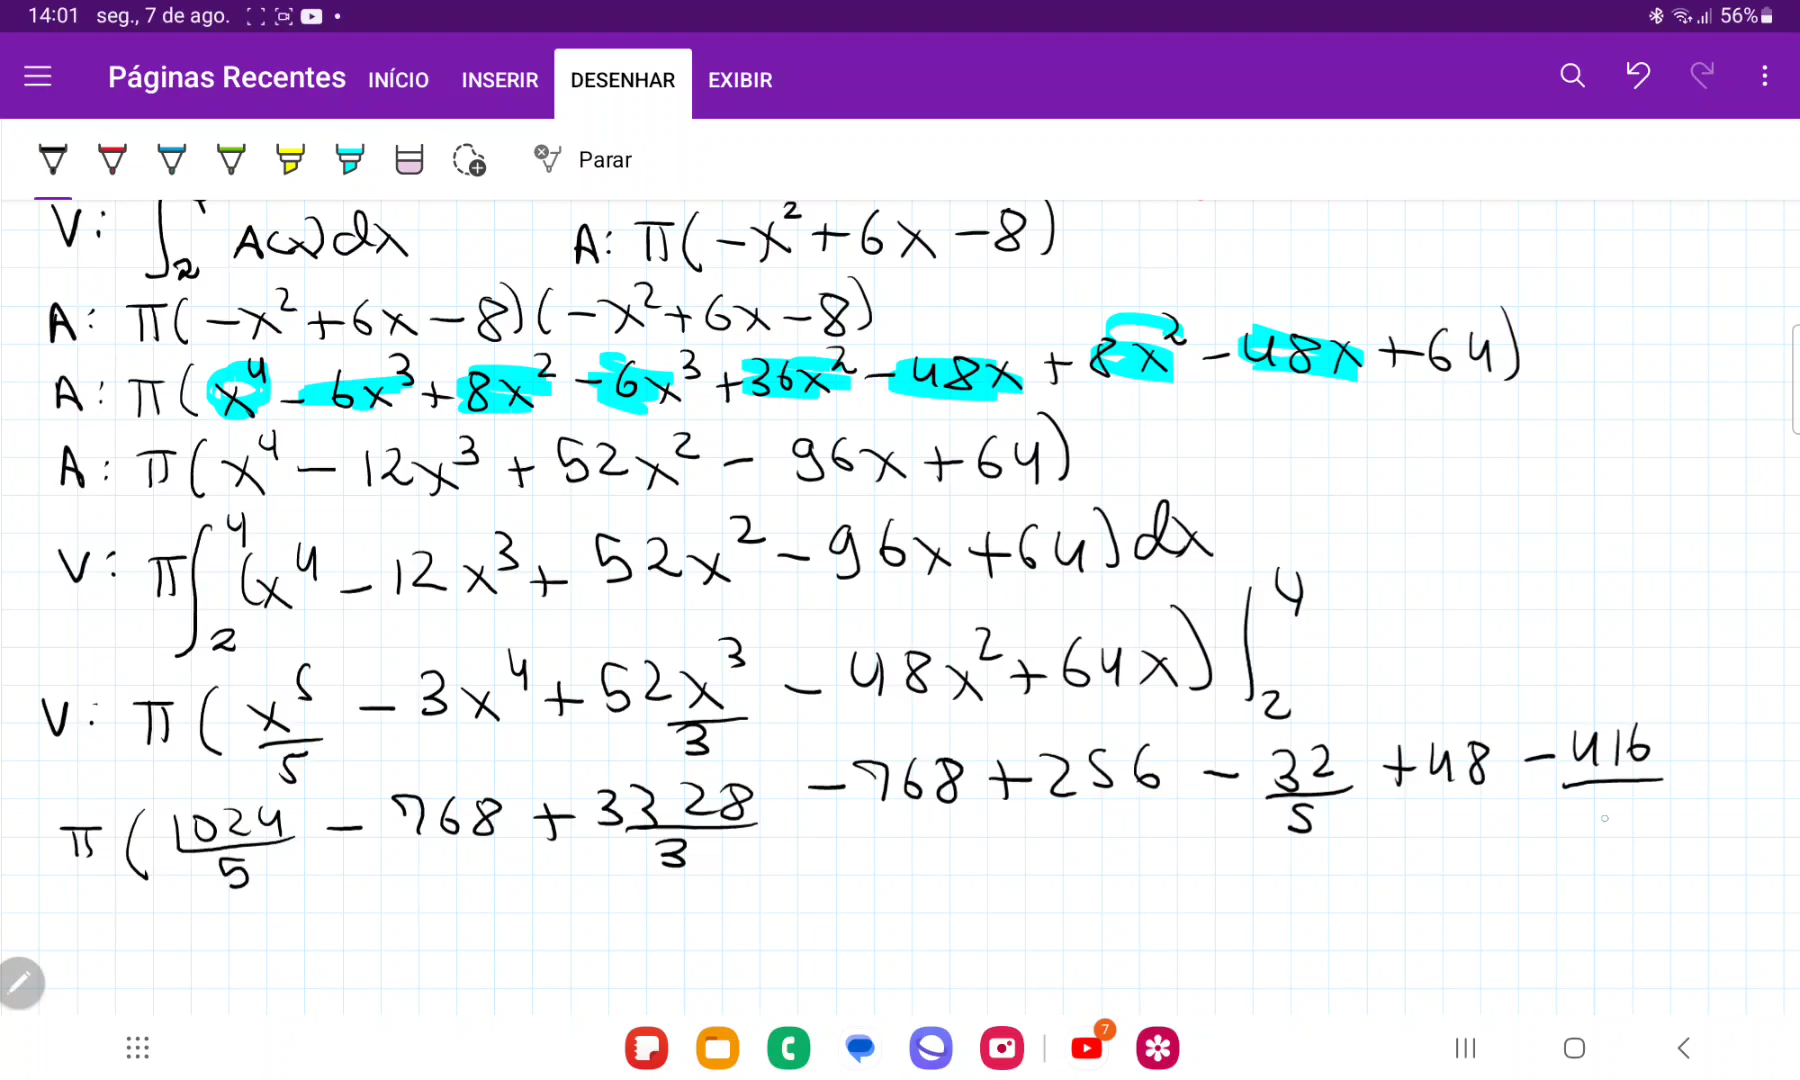 14:01 seg., 7 de ago. 56%
Páginas Recentes INÍCIO INSERIR DESENHAR EXIBIR
Parar
V: ∫₂ A(x)dx A: π(-x²+6x-8)
A: π(-x²+6x-8)(-x²+6x-8)
A: π(x⁴-6x³+8x²-6x³+36x²-48x+8x²-48x+64)
A: π(x⁴-12x³+52x²-96x+64)
V: π∫₂⁴(x⁴-12x³+52x²-96x+64)dx
V: π(x⁵/5-3x⁴+52x³/3-48x²+64x)|₂⁴
π(1024/5-768+3328/3-768+256-32/5+48-416/
7